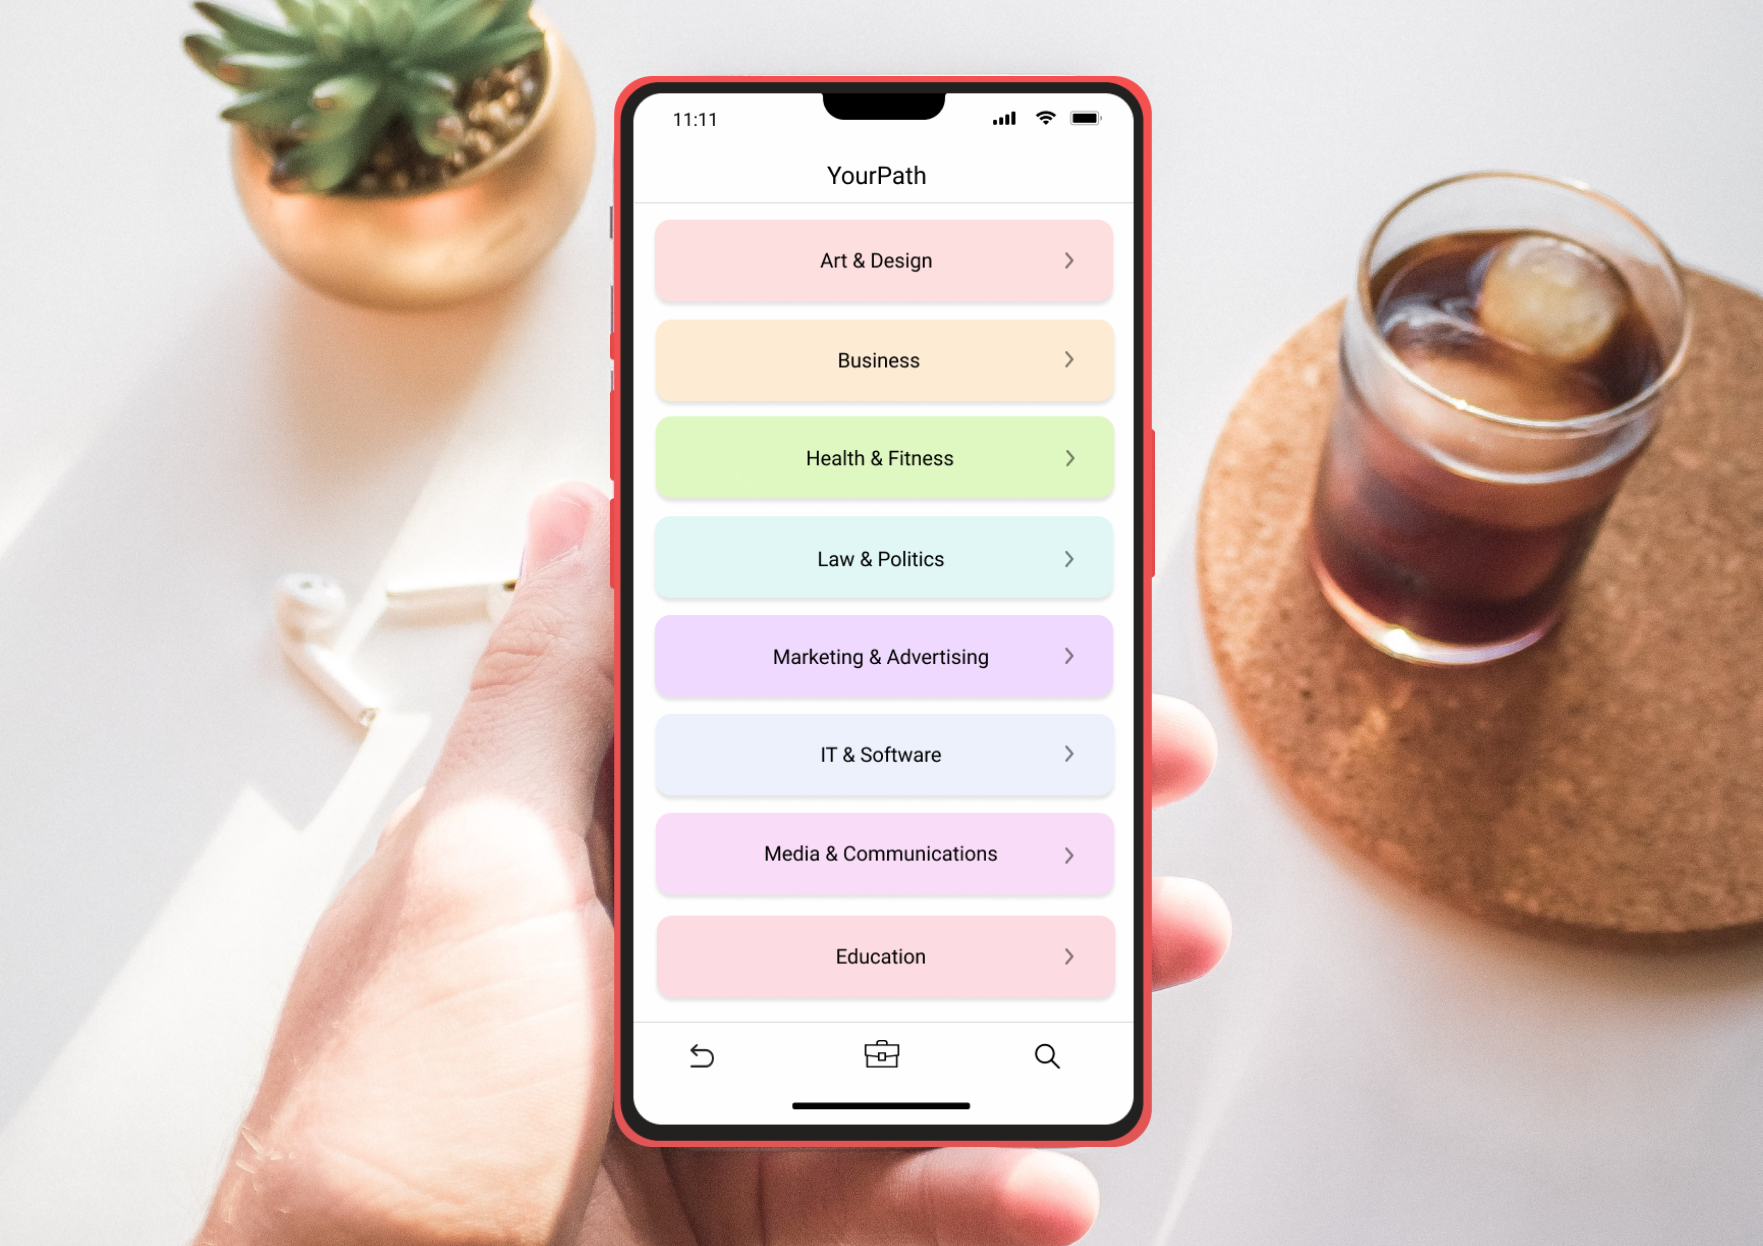 11:11
YourPath
Art & Design
Business
Health & Fitness
Law & Politics
Marketing & Advertising
IT & Software
Media & Communications
Education